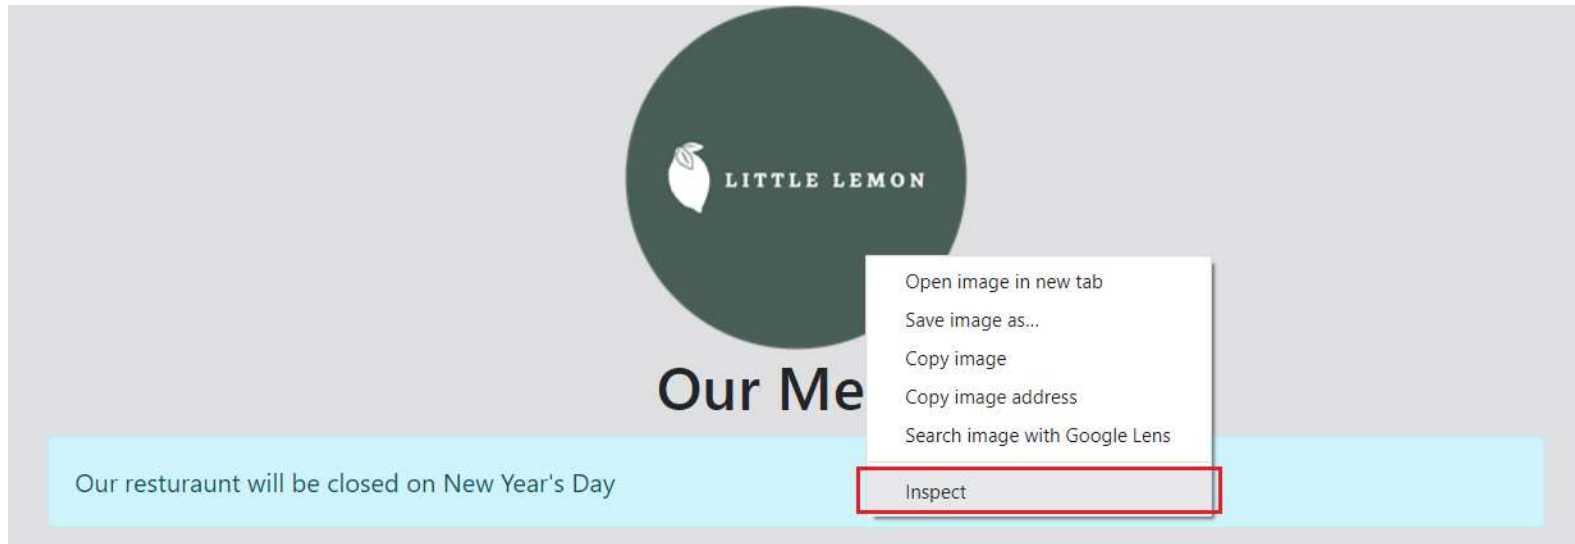 LITTLE LEMON
Open image in new tab
Save image as...
Copy image
Our Me
Copy image address
Search image with Google Lens
Our resturaunt will be closed on New Year's Day
Inspect